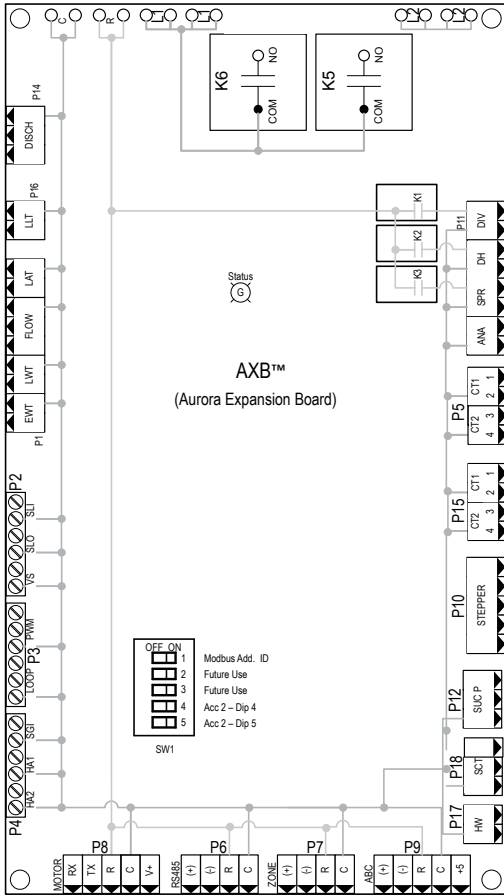 C
R
L1
L1
L2
L2
P14
DISCH
K6
NO
COM
K5
NO
COM
P16
LLT
LAT
FLOW
LWT
EWT
P1
Status
G
K1
K2
K3
P11
DIV
DH
SPR
ANA
AXB™
(Aurora Expansion Board)
P5
CT1
1
2
CT2
3
4
P2
SLI
SLO
VS
P15
CT1
1
2
CT2
3
4
P3
PWM
LOOP
P10
STEPPER
OFF ON
1 Modbus Add. ID
2 Future Use
3 Future Use
4 Acc 2 – Dip 4
5 Acc 2 – Dip 5
SW1
P4
SGI
HA1
HA2
P12
SUC P
P18
SCT
P17
HW
P8
MOTOR
RX
TX
R
C
V+
P6
RS485
(+)
(-)
R
C
P7
ZONE
(+)
(-)
R
C
P9
ABC
(+)
(-)
R
C
+5